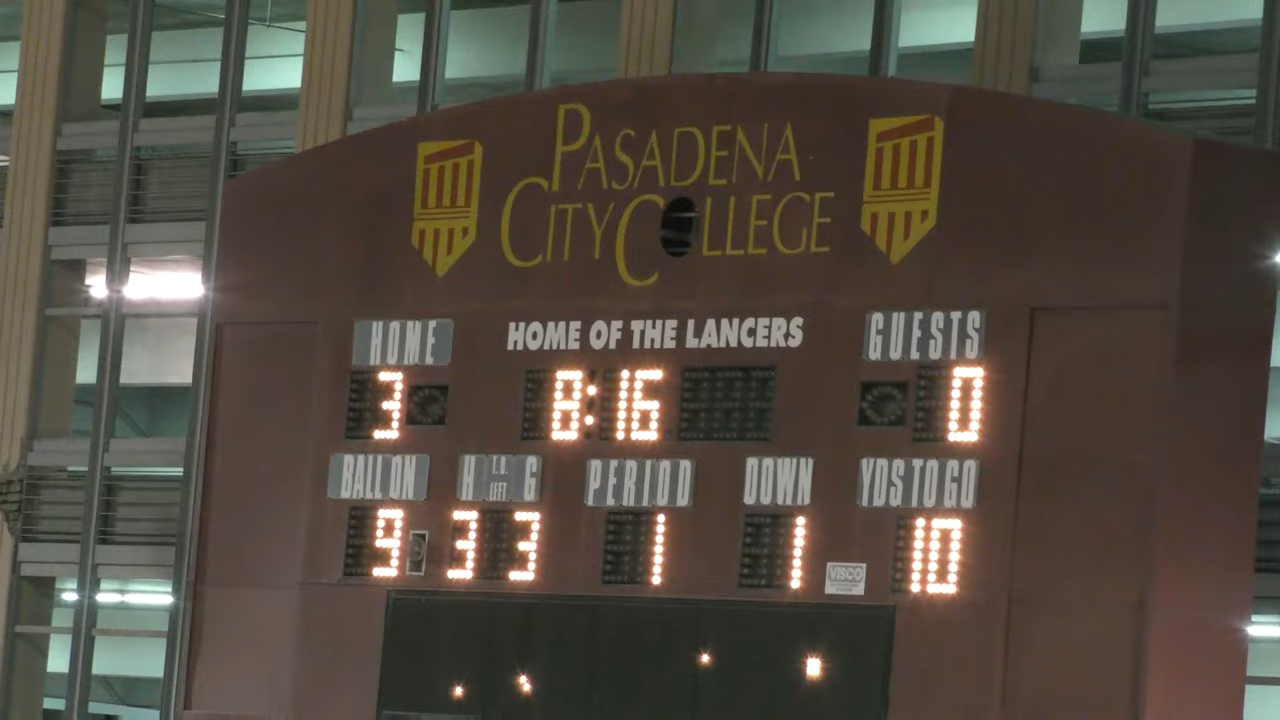 PASADENA
CITY COLLEGE
HOME OF THE LANCERS
HOME
GUESTS
3
8:16
0
BALL ON
H T.O. LEFT G
PERIOD
DOWN
YDS TO GO
9
3 3
1
1
10
VISCO